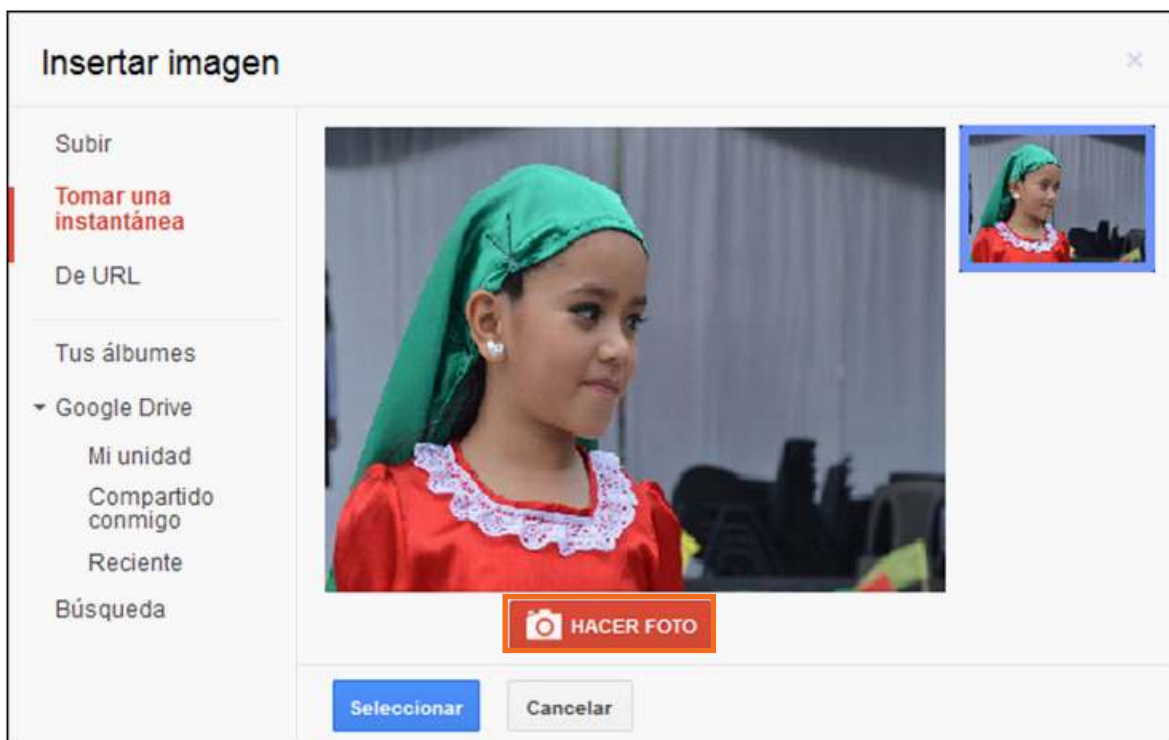 Insertar imagen
×
Subir
Tomar una
instantánea
De URL
Tus álbumes
Google Drive
Mi unidad
Compartido
conmigo
Reciente
Búsqueda
HACER FOTO
Seleccionar
Cancelar